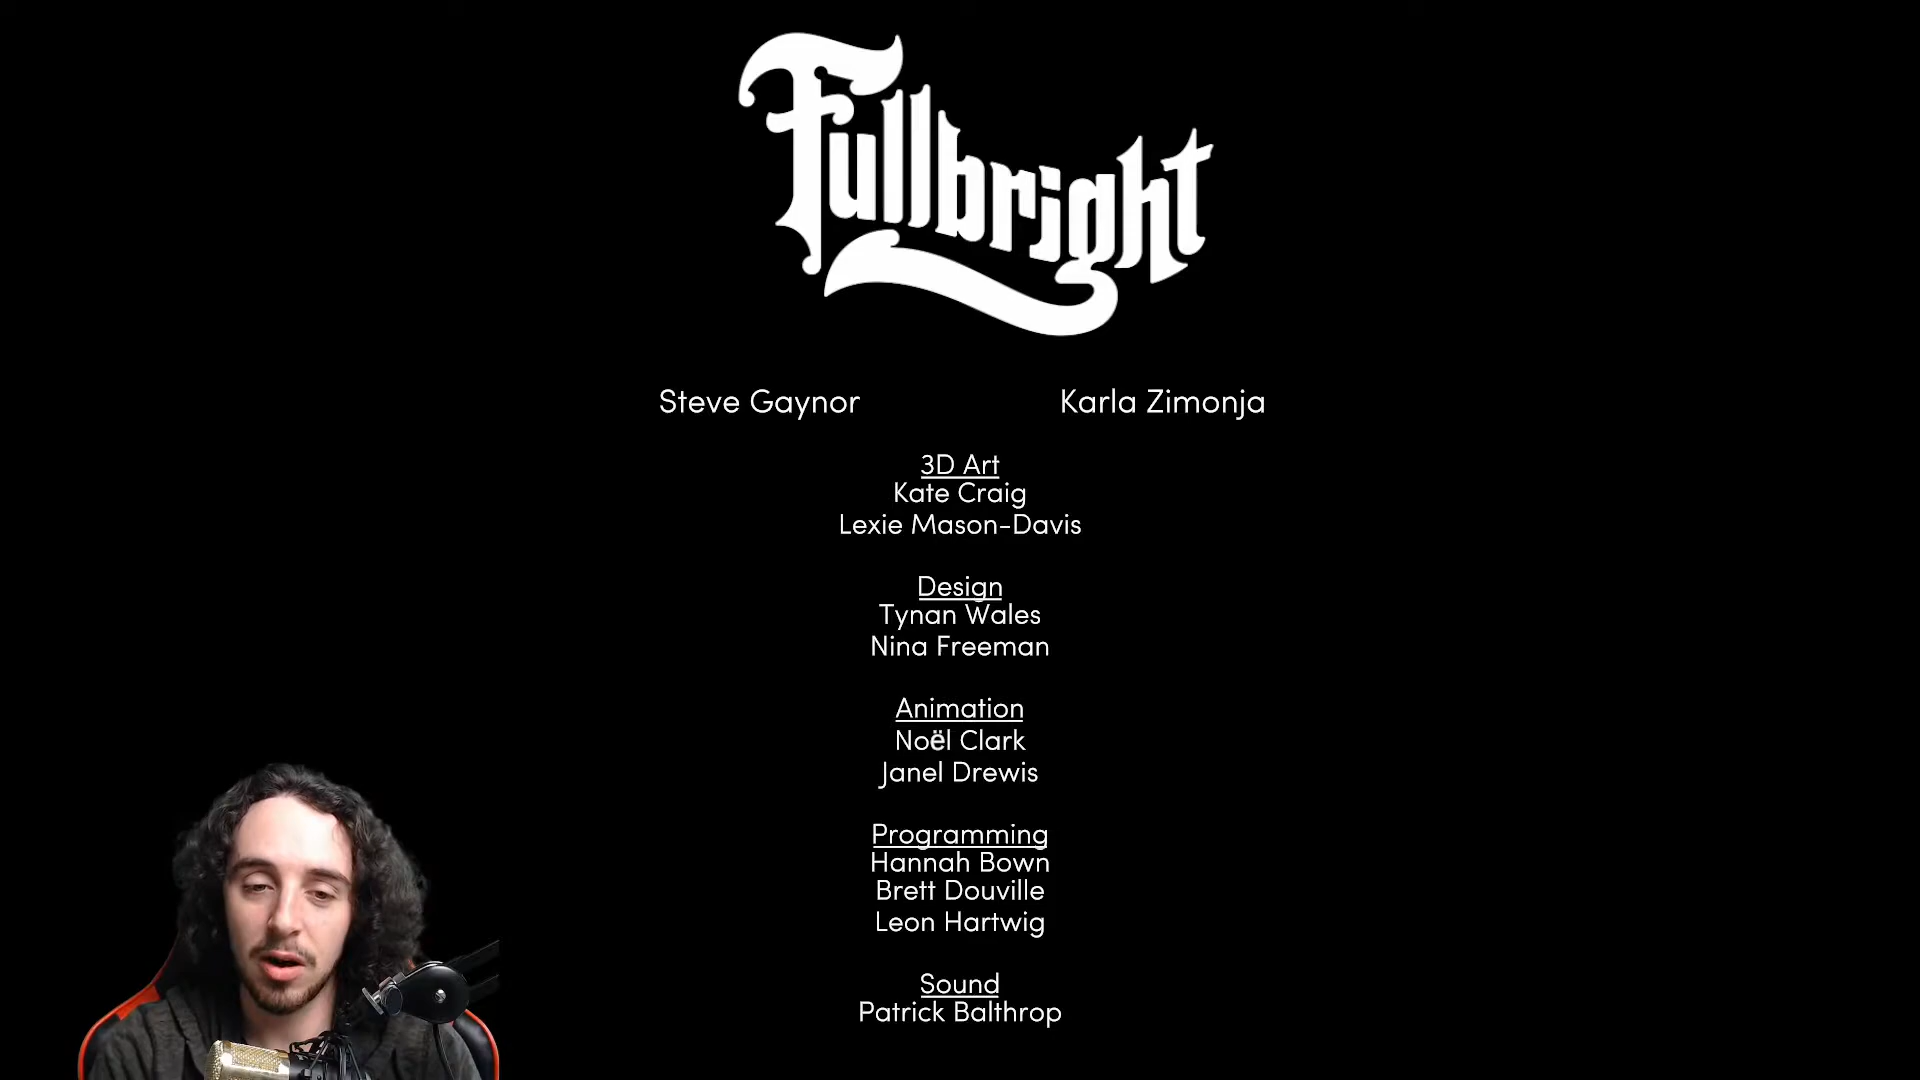 Fullbright
Steve Gaynor Karla Zimonja
3D Art
Kate Craig
Lexie Mason-Davis
Design
Tynan Wales
Nina Freeman
Animation
Noël Clark
Janel Drewis
Programming
Hannah Bown
Brett Douville
Leon Hartwig
Sound
Patrick Balthrop